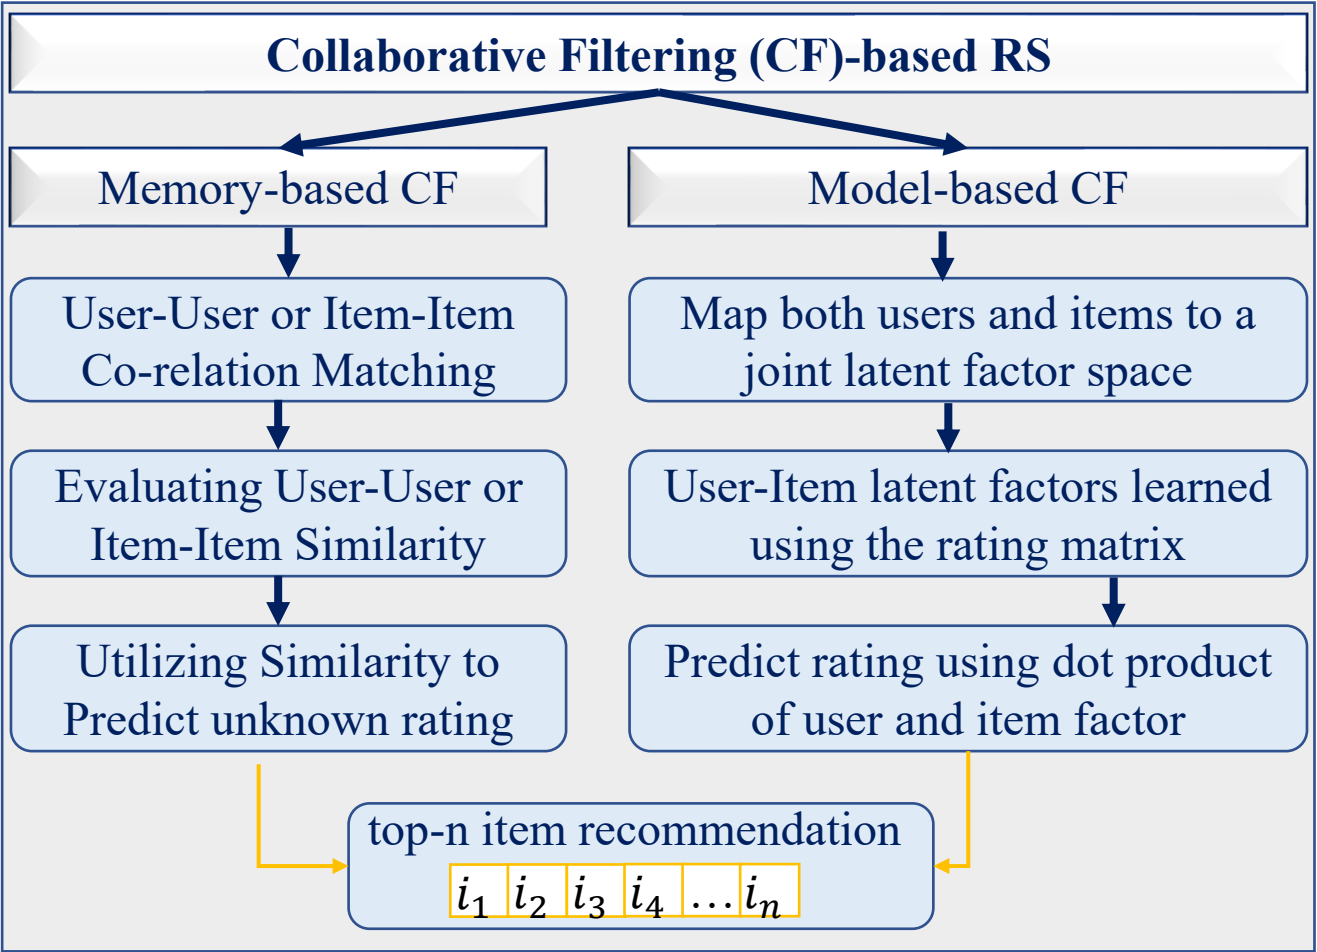 Collaborative Filtering (CF)-based RS
Memory-based CF
User-User or Item-Item
Co-relation Matching
Evaluating User-User or
Item-Item Similarity
Utilizing Similarity to
Predict unknown rating
Model-based CF
Map both users and items to a
joint latent factor space
User-Item latent factors learned
using the rating matrix
Predict rating using dot product
of user and item factor
top-n item recommendation
i₁ i₂ i₃ i₄ … iₙ